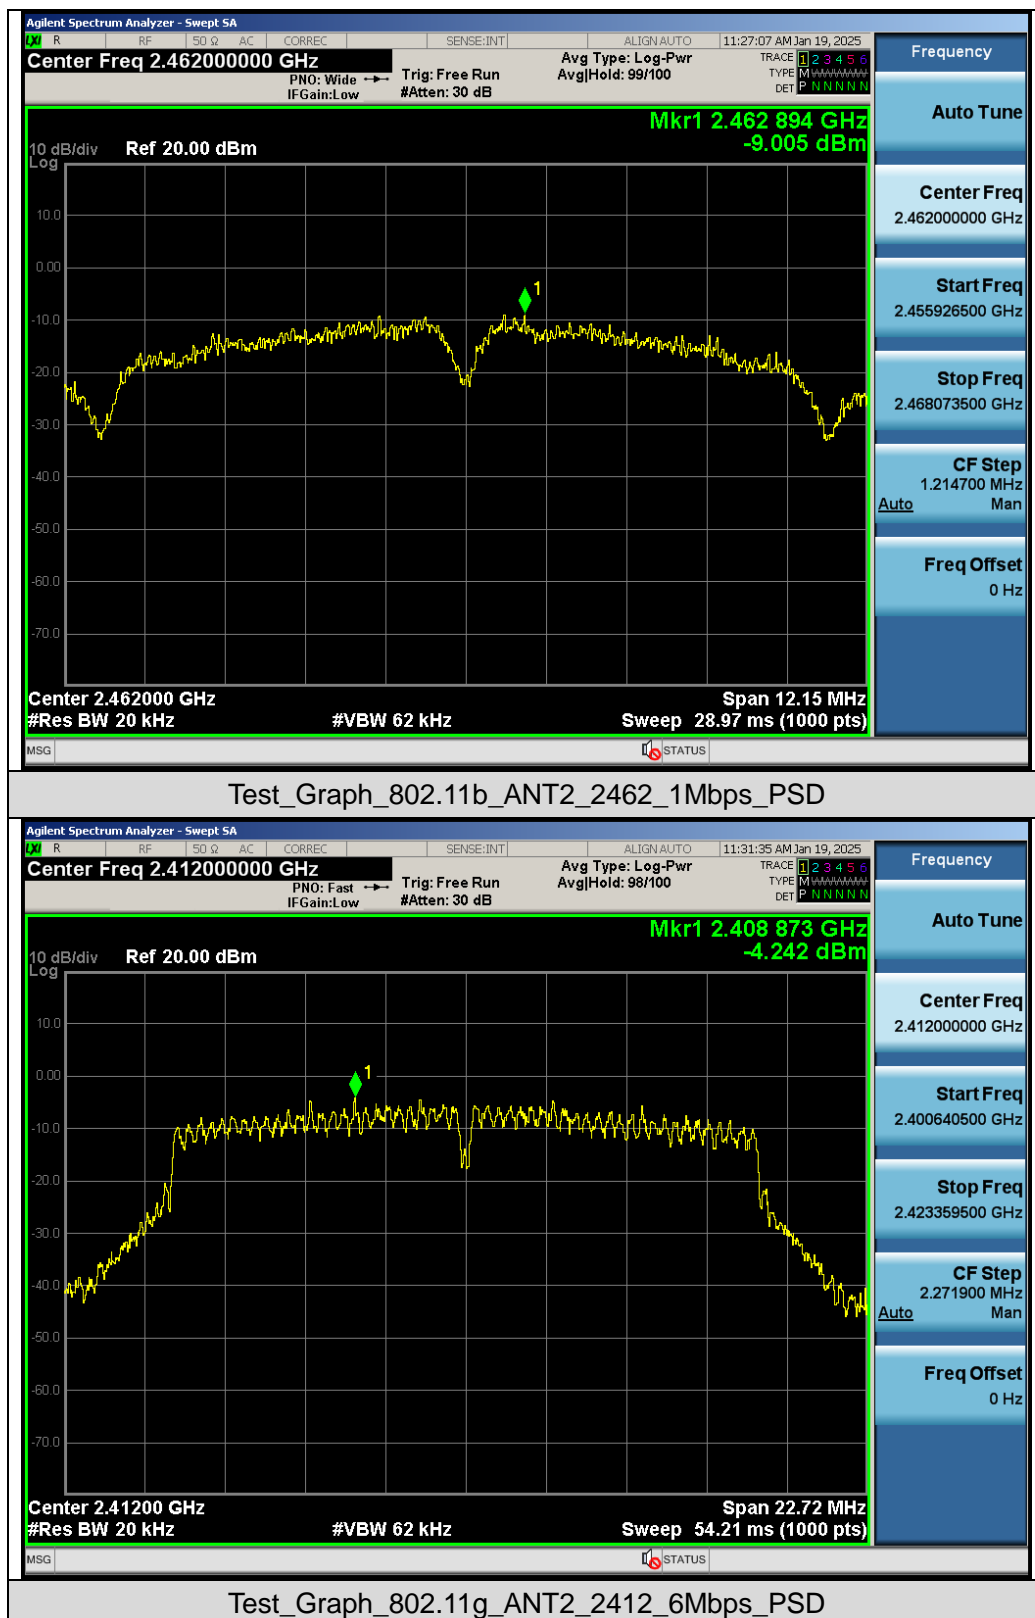 Agilent Spectrum Analyzer - Swept SA
LXI R RF 50 Ω AC CORREC SENSE:INT ALIGN AUTO 11:27:07 AM Jan 19, 2025
Center Freq 2.462000000 GHz
PNO: Wide
IFGain:Low
Trig: Free Run
#Atten: 30 dB
Avg Type: Log-Pwr
Avg|Hold: 99/100
TRACE 1 2 3 4 5 6
TYPE M
DET P N N N N N
Mkr1 2.462 894 GHz
-9.005 dBm
10 dB/div Ref 20.00 dBm
Log
10.0
0.00
-10.0
-20.0
-30.0
-40.0
-50.0
-60.0
-70.0
1
Center 2.462000 GHz Span 12.15 MHz
#Res BW 20 kHz #VBW 62 kHz Sweep 28.97 ms (1000 pts)
MSG STATUS
Frequency
Auto Tune
Center Freq
2.462000000 GHz
Start Freq
2.455926500 GHz
Stop Freq
2.468073500 GHz
CF Step
1.214700 MHz
Auto Man
Freq Offset
0 Hz
Test_Graph_802.11b_ANT2_2462_1Mbps_PSD
Agilent Spectrum Analyzer - Swept SA
LXI R RF 50 Ω AC CORREC SENSE:INT ALIGN AUTO 11:31:35 AM Jan 19, 2025
Center Freq 2.412000000 GHz
PNO: Fast
IFGain:Low
Trig: Free Run
#Atten: 30 dB
Avg Type: Log-Pwr
Avg|Hold: 98/100
TRACE 1 2 3 4 5 6
TYPE M
DET P N N N N N
Mkr1 2.408 873 GHz
-4.242 dBm
10 dB/div Ref 20.00 dBm
Log
10.0
0.00
-10.0
-20.0
-30.0
-40.0
-50.0
-60.0
-70.0
1
Center 2.41200 GHz Span 22.72 MHz
#Res BW 20 kHz #VBW 62 kHz Sweep 54.21 ms (1000 pts)
MSG STATUS
Frequency
Auto Tune
Center Freq
2.412000000 GHz
Start Freq
2.400640500 GHz
Stop Freq
2.423359500 GHz
CF Step
2.271900 MHz
Auto Man
Freq Offset
0 Hz
Test_Graph_802.11g_ANT2_2412_6Mbps_PSD